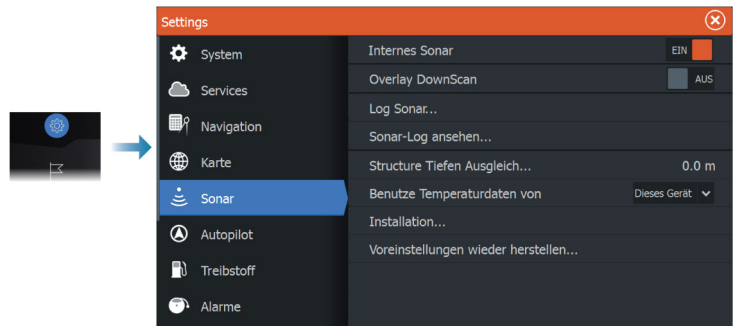 Settings
System
Services
Navigation
Karte
Sonar
Autopilot
Treibstoff
Alarme
Internes Sonar EIN
Overlay DownScan AUS
Log Sonar...
Sonar-Log ansehen...
Structure Tiefen Ausgleich... 0.0 m
Benutze Temperaturdaten von Dieses Gerät
Installation...
Voreinstellungen wieder herstellen...